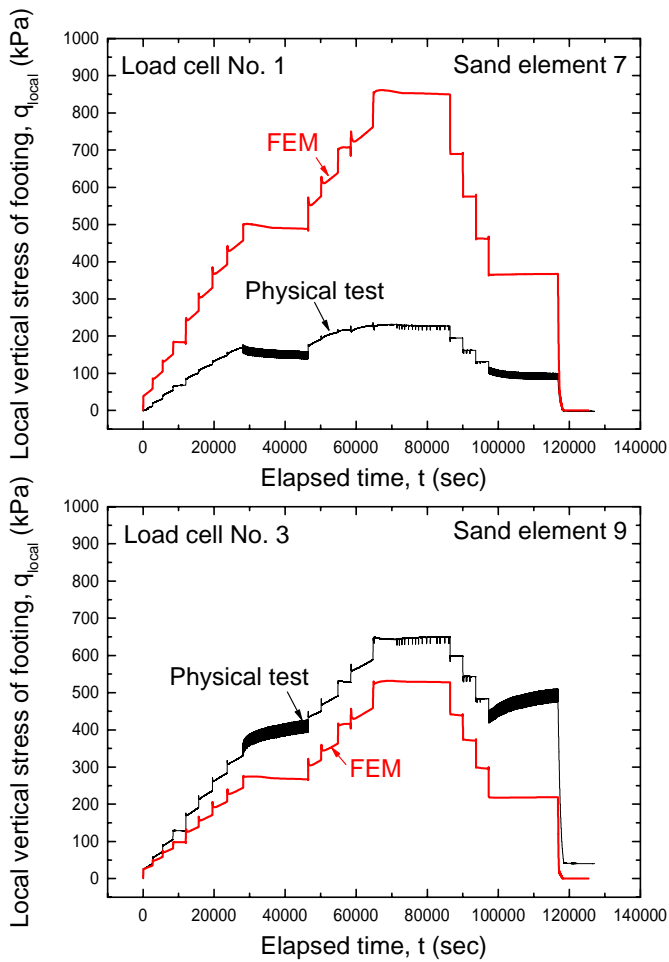 1000
900
800
700
600
500
400
300
200
100
0
Local vertical stress of footing, q_local (kPa)
Load cell No. 1
Sand element 7
FEM
Physical test
0 20000 40000 60000 80000 100000 120000 140000
Elapsed time, t (sec)
1000
900
800
700
600
500
400
300
200
100
0
Local vertical stress of footing, q_local (kPa)
Load cell No. 3
Sand element 9
Physical test
FEM
0 20000 40000 60000 80000 100000 120000 140000
Elapsed time, t (sec)